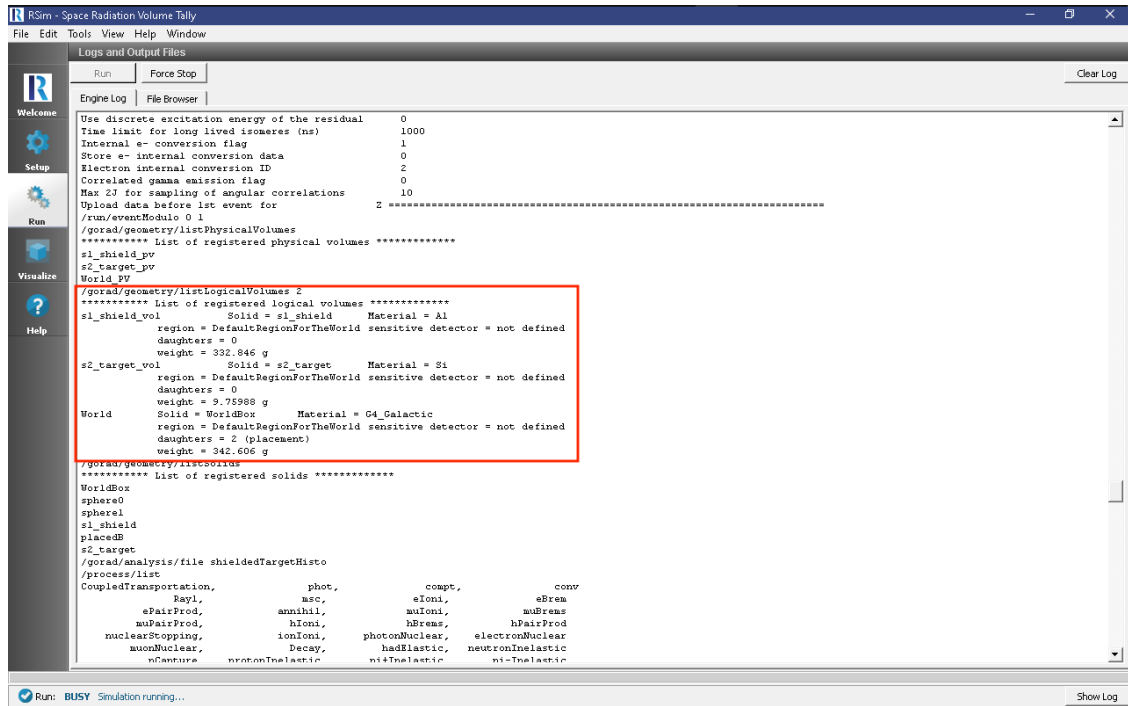 RSim - Space Radiation Volume Tally
File Edit Tools View Help Window
Logs and Output Files
Run Force Stop Clear Log
Engine Log File Browser
Welcome
Setup
Run
Visualize
Help
Use discrete excitation energy of the residual 0
Time limit for long lived isomeres (ns) 1000
Internal e- conversion flag 1
Store e- internal conversion data 0
Electron internal conversion ID 2
Correlated gamma emission flag 0
Max 2J for sampling of angular correlations 10
Upload data before 1st event for Z =======================================================================
/run/eventModulo 0 1
/gorad/geometry/listPhysicalVolumes
*********** List of registered physical volumes *************
s1_shield_pv
s2_target_pv
World_PV
/gorad/geometry/listLogicalVolumes 2
*********** List of registered logical volumes *************
s1_shield_vol Solid = s1_shield Material = Al
region = DefaultRegionForTheWorld sensitive detector = not defined
daughters = 0
weight = 332.846 g
s2_target_vol Solid = s2_target Material = Si
region = DefaultRegionForTheWorld sensitive detector = not defined
daughters = 0
weight = 9.75988 g
World Solid = WorldBox Material = G4_Galactic
region = DefaultRegionForTheWorld sensitive detector = not defined
daughters = 2 (placement)
weight = 342.606 g
/gorad/geometry/listSolids
*********** List of registered solids *************
WorldBox
sphere0
sphere1
s1_shield
placedB
s2_target
/gorad/analysis/file shieldedTargetHisto
/process/list
CoupledTransportation, phot, compt, conv
Rayl, msc, eIoni, eBrem
ePairProd, annihil, muIoni, muBrems
muPairProd, hIoni, hBrems, hPairProd
nuclearStopping, ionIoni, photonNuclear, electronNuclear
muonNuclear, Decay, hadElastic, neutronInelastic
nCapture protonInelastic pi+Inelastic pi-Inelastic
Run: BUSY Simulation running... Show Log